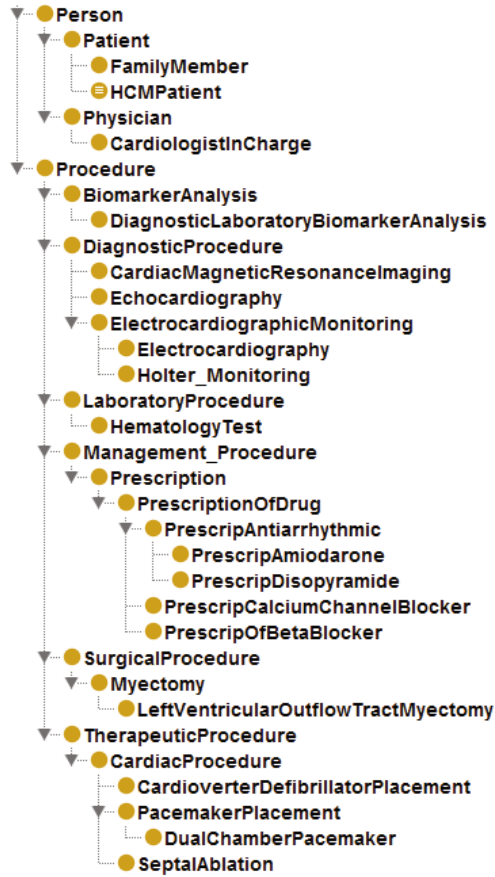 Person
Patient
FamilyMember
HCMPatient
Physician
CardiologistInCharge
Procedure
BiomarkerAnalysis
DiagnosticLaboratoryBiomarkerAnalysis
DiagnosticProcedure
CardiacMagneticResonanceImaging
Echocardiography
ElectrocardiographicMonitoring
Electrocardiography
Holter_Monitoring
LaboratoryProcedure
HematologyTest
Management_Procedure
Prescription
PrescriptionOfDrug
PrescripAntiarrhythmic
PrescripAmiodarone
PrescripDisopyramide
PrescripCalciumChannelBlocker
PrescripOfBetaBlocker
SurgicalProcedure
Myectomy
LeftVentricularOutflowTractMyectomy
TherapeuticProcedure
CardiacProcedure
CardioverterDefibrillatorPlacement
PacemakerPlacement
DualChamberPacemaker
SeptalAblation